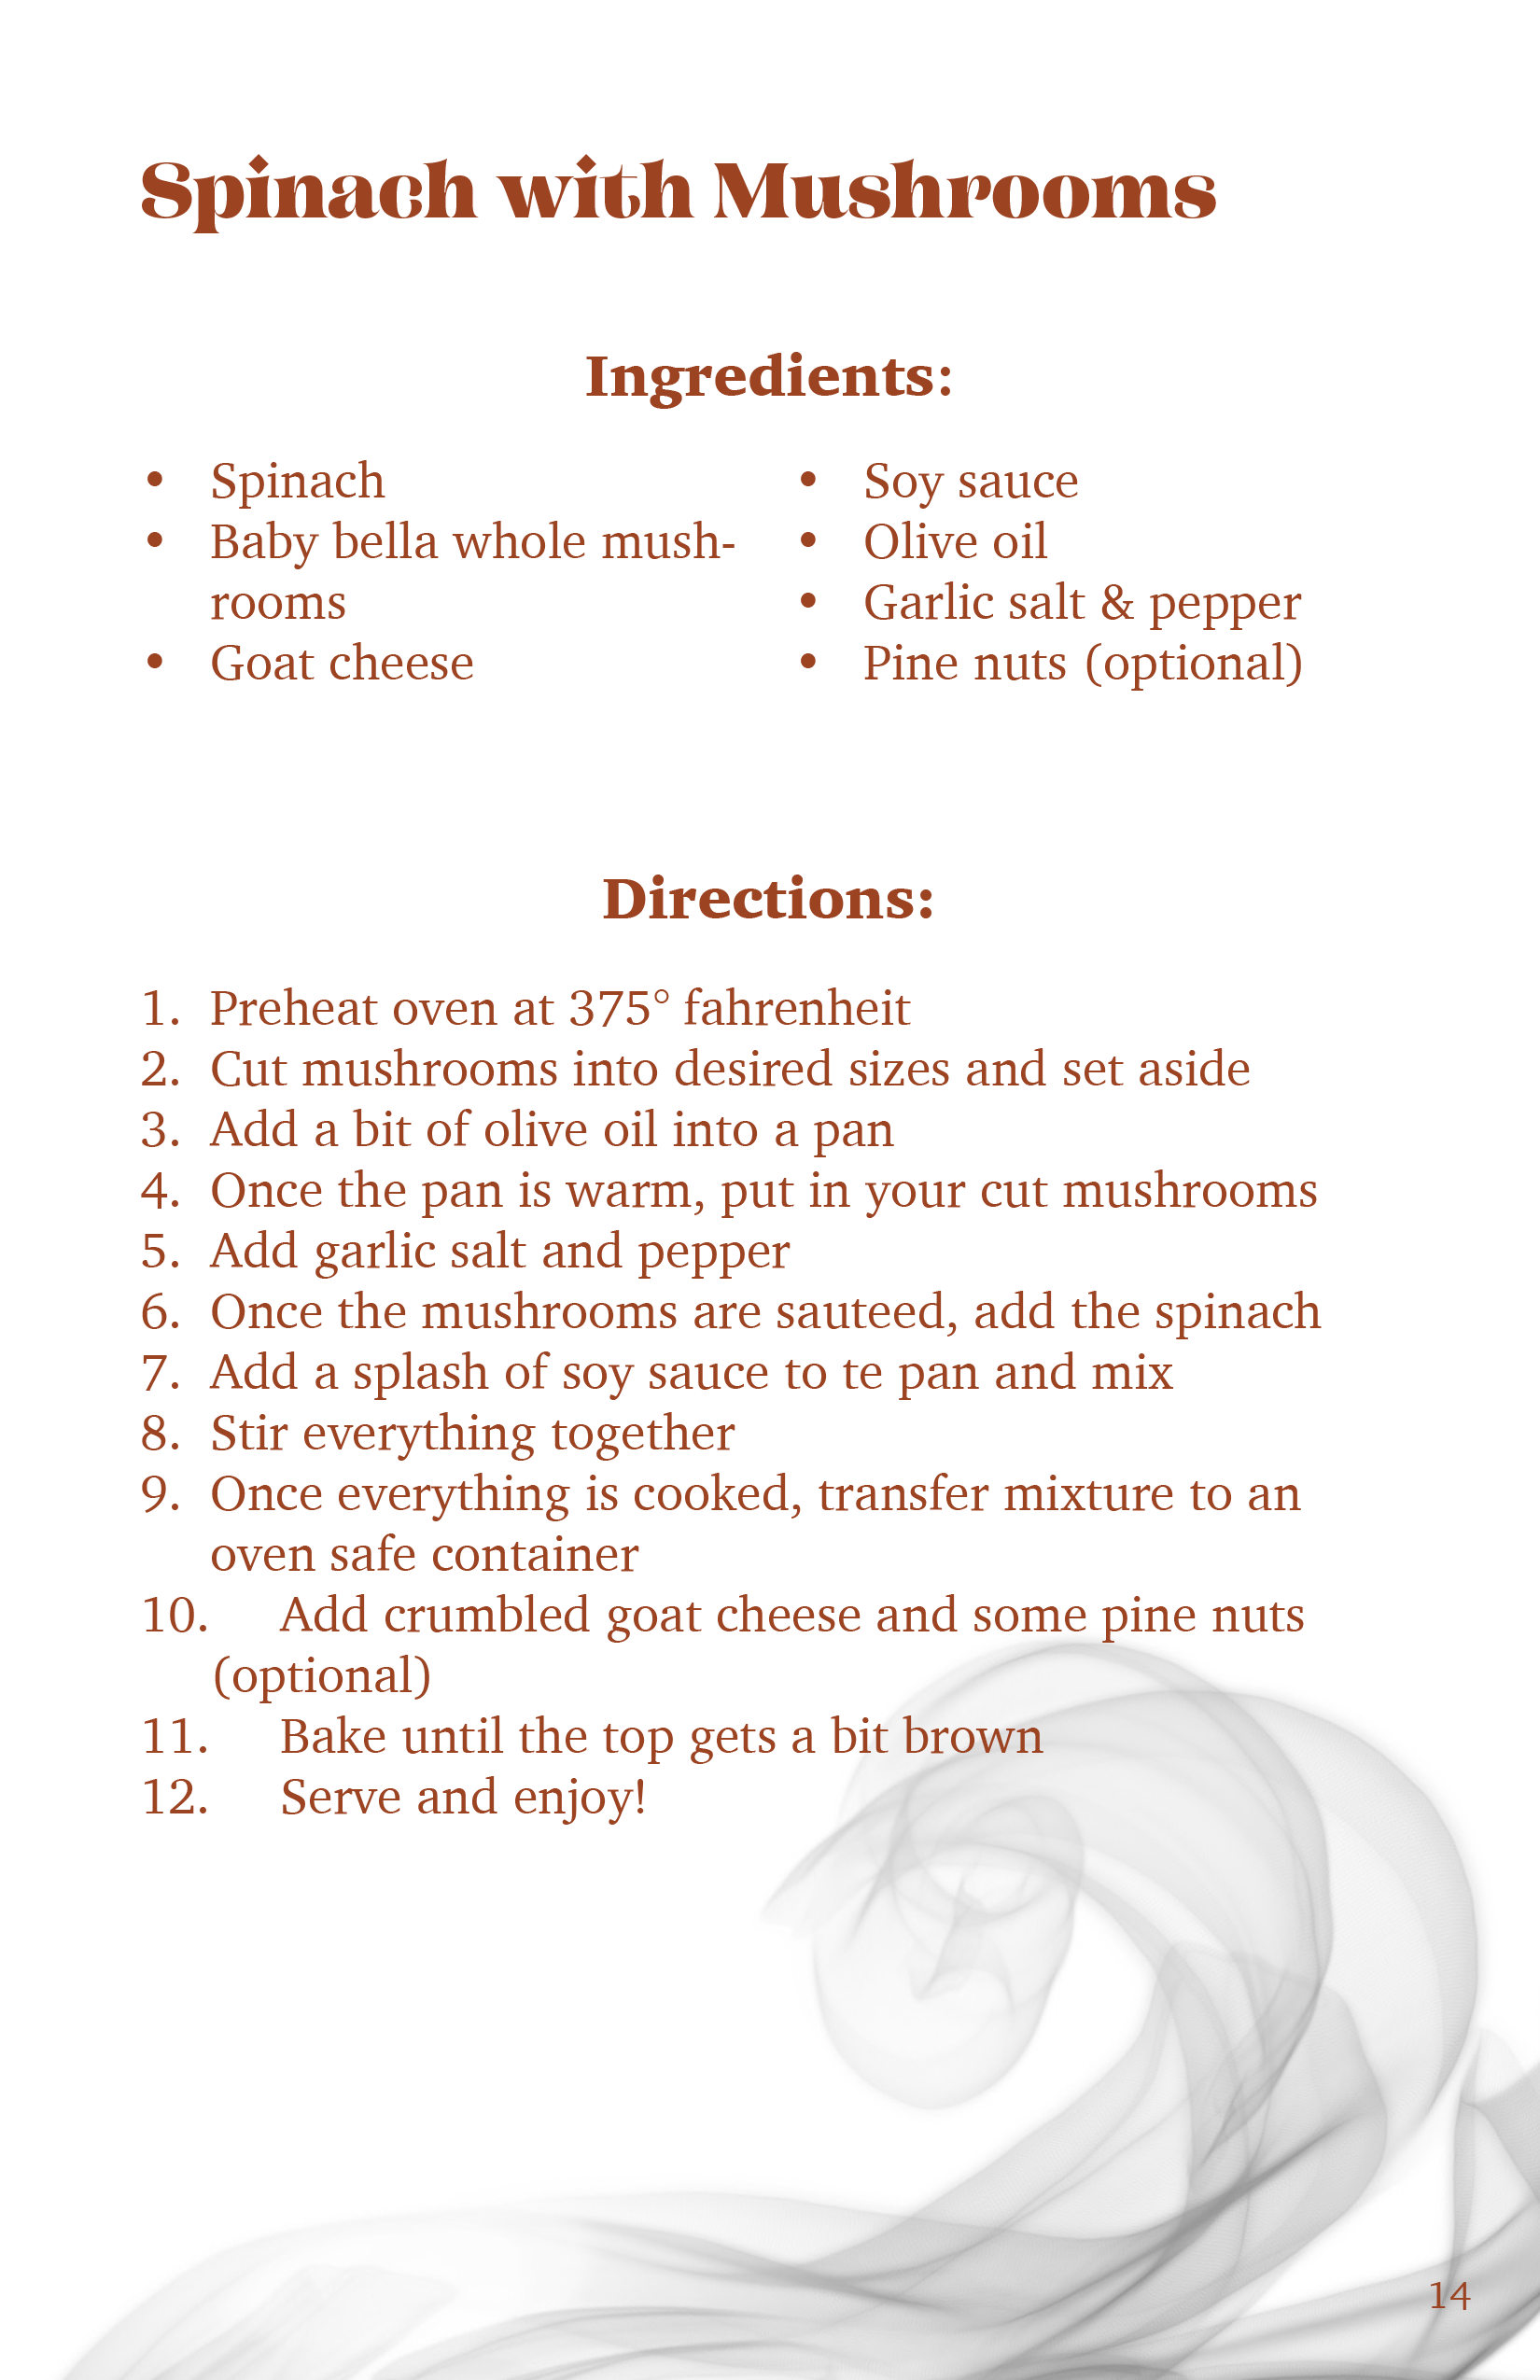 Spinach with Mushrooms
Ingredients:
• Spinach
• Baby bella whole mush-
rooms
• Goat cheese
• Soy sauce
• Olive oil
• Garlic salt & pepper
• Pine nuts (optional)
Directions:
1. Preheat oven at 375° fahrenheit
2. Cut mushrooms into desired sizes and set aside
3. Add a bit of olive oil into a pan
4. Once the pan is warm, put in your cut mushrooms
5. Add garlic salt and pepper
6. Once the mushrooms are sauteed, add the spinach
7. Add a splash of soy sauce to te pan and mix
8. Stir everything together
9. Once everything is cooked, transfer mixture to an
oven safe container
10. Add crumbled goat cheese and some pine nuts
(optional)
11. Bake until the top gets a bit brown
12. Serve and enjoy!
14